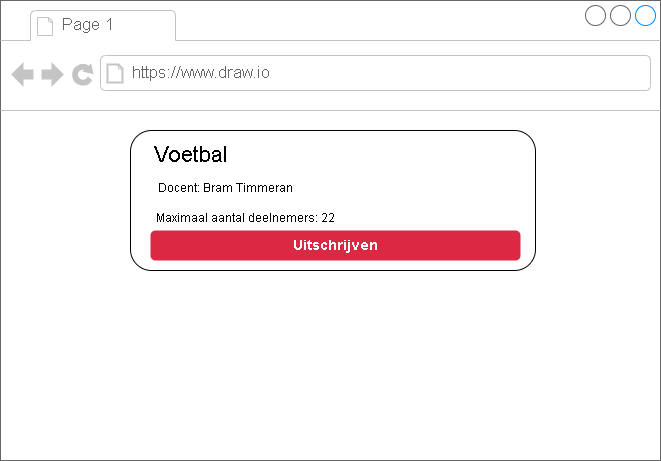 Page 1
https://www.draw.io
Voetbal
Docent: Bram Timmeran
Maximaal aantal deelnemers: 22
Uitschrijven